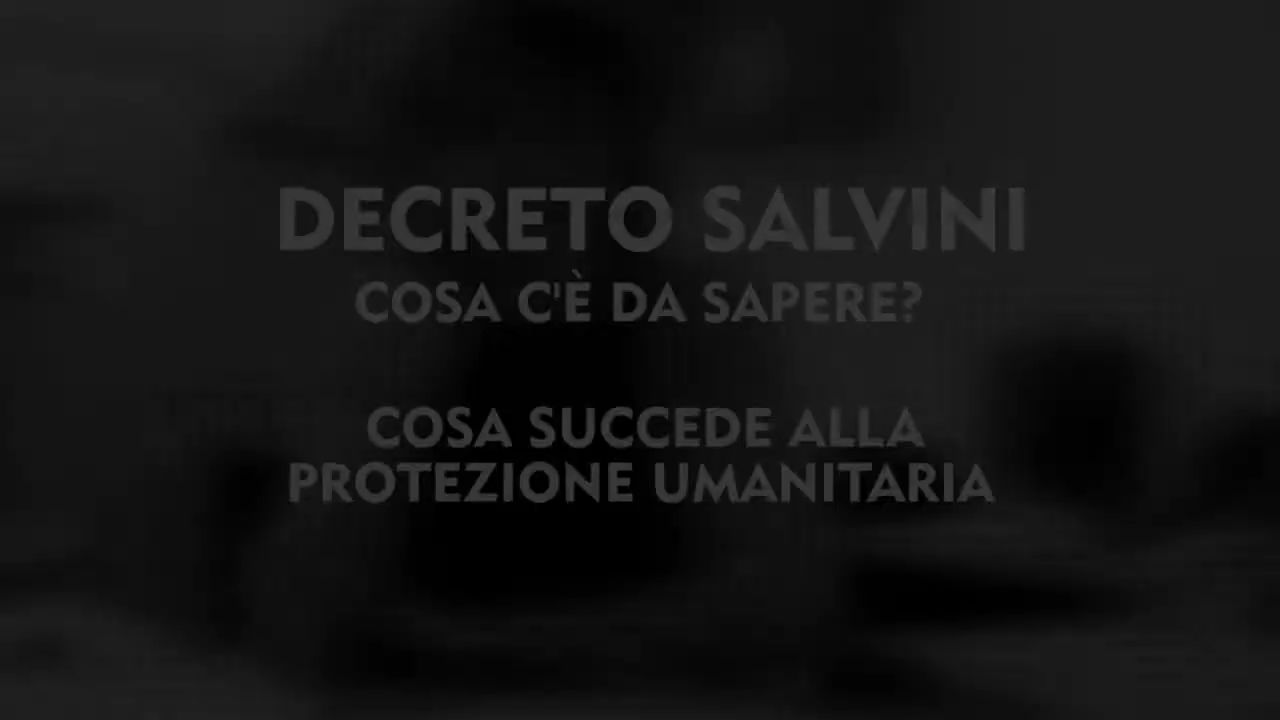 DECRETO SALVINI
COSA C'È DA SAPERE?
COSA SUCCEDE ALLA
PROTEZIONE UMANITARIA